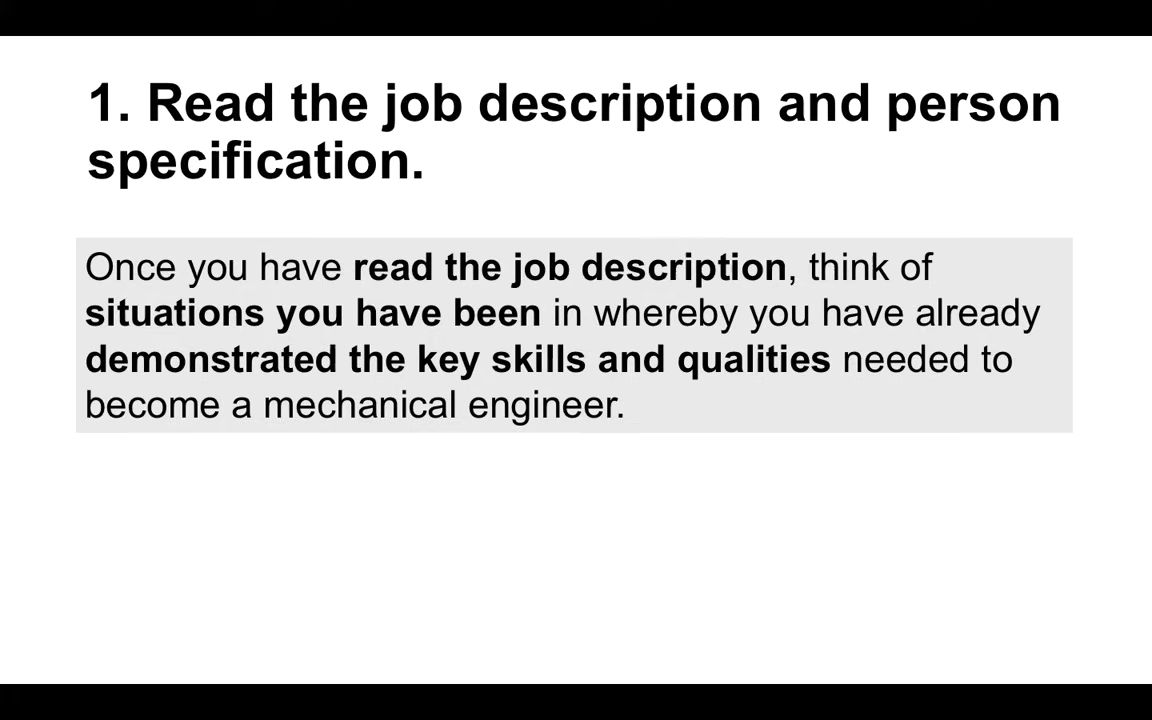 1. Read the job description and person
specification.
Once you have read the job description, think of
situations you have been in whereby you have already
demonstrated the key skills and qualities needed to
become a mechanical engineer.